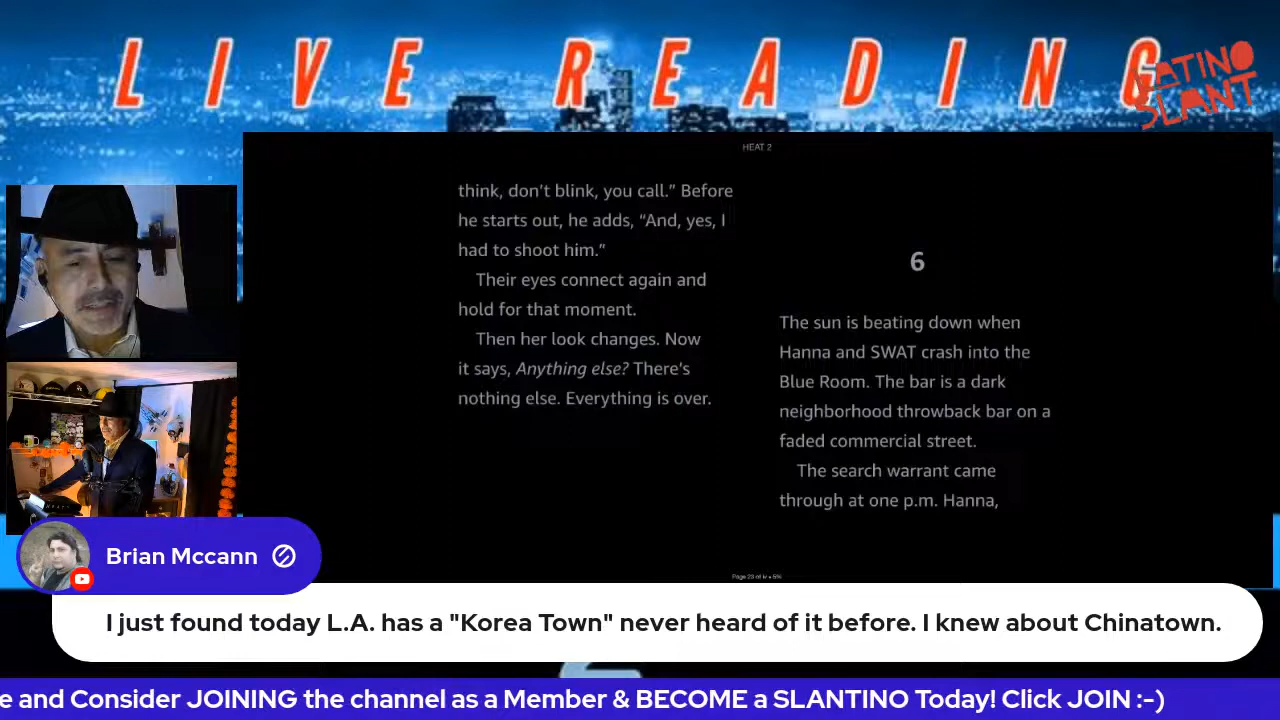 LIVE READING
LATINO
SLANT
HEAT 2
think, don’t blink, you call.” Before
he starts out, he adds, “And, yes, I
had to shoot him.”
Their eyes connect again and
hold for that moment.
Then her look changes. Now
it says, Anything else? There’s
nothing else. Everything is over.
6
The sun is beating down when
Hanna and SWAT crash into the
Blue Room. The bar is a dark
neighborhood throwback bar on a
faded commercial street.
The search warrant came
through at one p.m. Hanna,
Brian Mccann
I just found today L.A. has a "Korea Town" never heard of it before. I knew about Chinatown.
e and Consider JOINING the channel as a Member & BECOME a SLANTINO Today! Click JOIN :-)